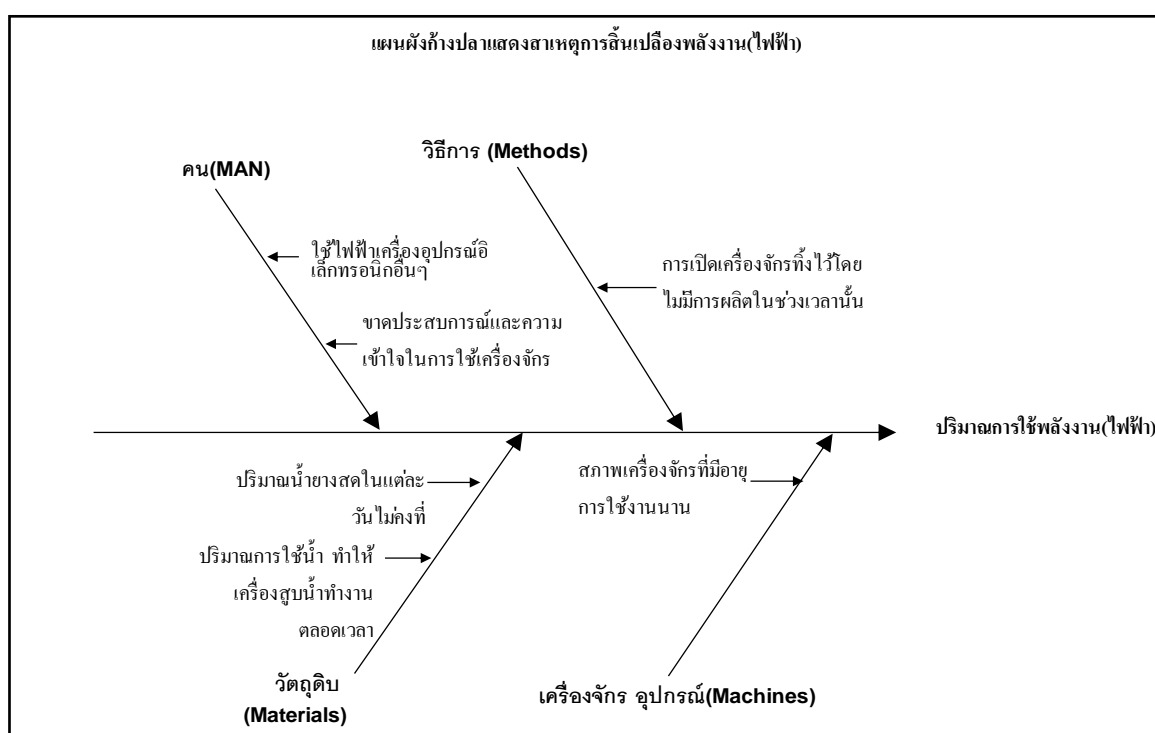 แผนผังก้างปลาแสดงสาเหตุการสิ้นเปลืองพลังงาน(ไฟฟ้า)
คน(MAN)
วิธีการ (Methods)
ใช้ไฟฟ้าเครื่องอุปกรณ์อิ
เล็กทรอนิกอื่นๆ
ขาดประสบการณ์และความ
เข้าใจในการใช้เครื่องจักร
การเปิดเครื่องจักรทิ้งไว้โดย
ไม่มีการผลิตในช่วงเวลานั้น
ปริมาณการใช้พลังงาน(ไฟฟ้า)
ปริมาณน้ำยางสดในแต่ละ
วันไม่คงที่
ปริมาณการใช้น้ำ ทำให้
เครื่องสูบน้ำทำงาน
ตลอดเวลา
สภาพเครื่องจักรที่มีอายุ
การใช้งานนาน
วัตถุดิบ
(Materials)
เครื่องจักร อุปกรณ์(Machines)